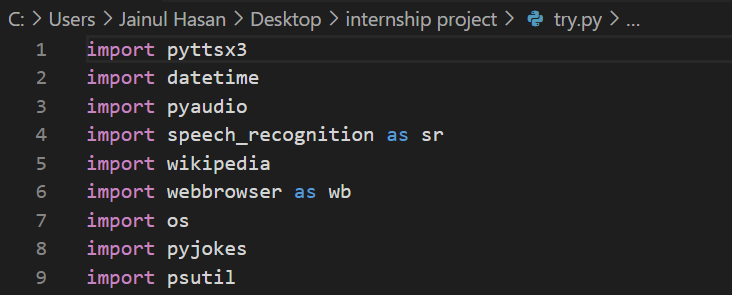 C: > Users > Jainul Hasan > Desktop > internship project > try.py > ...
1 import pyttsx3
2 import datetime
3 import pyaudio
4 import speech_recognition as sr
5 import wikipedia
6 import webbrowser as wb
7 import os
8 import pyjokes
9 import psutil